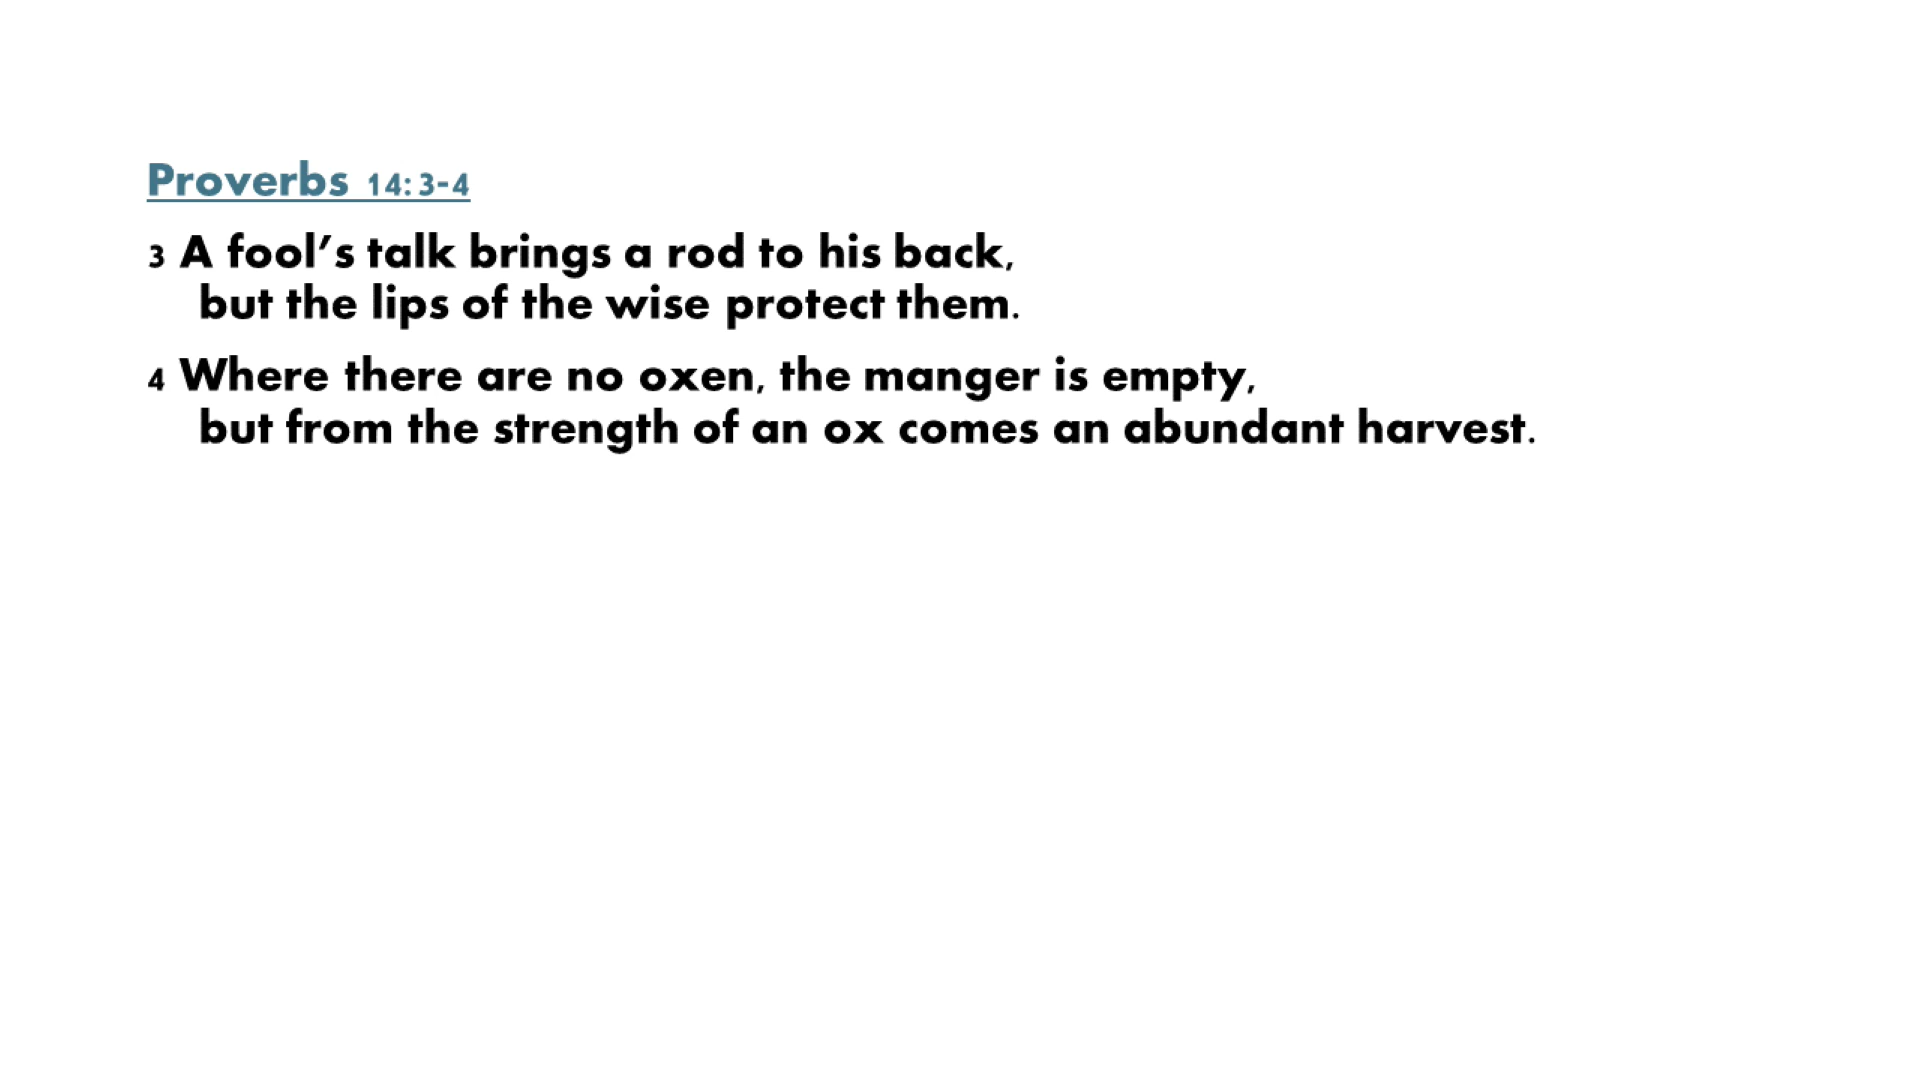 Proverbs 14:3-4
3 A fool’s talk brings a rod to his back,
but the lips of the wise protect them.
4 Where there are no oxen, the manger is empty,
but from the strength of an ox comes an abundant harvest.